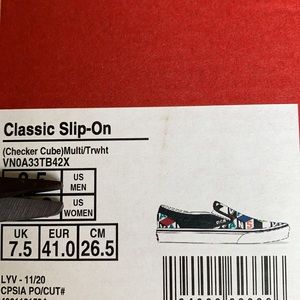 Classic Slip-On
(Checker Cube)Multi/Trwht
VN0A33TB42X
US
MEN
US
WOMEN
UK EUR CM
7.5 41.0 26.5
LYV - 11/20
CPSIA PO/CUT#